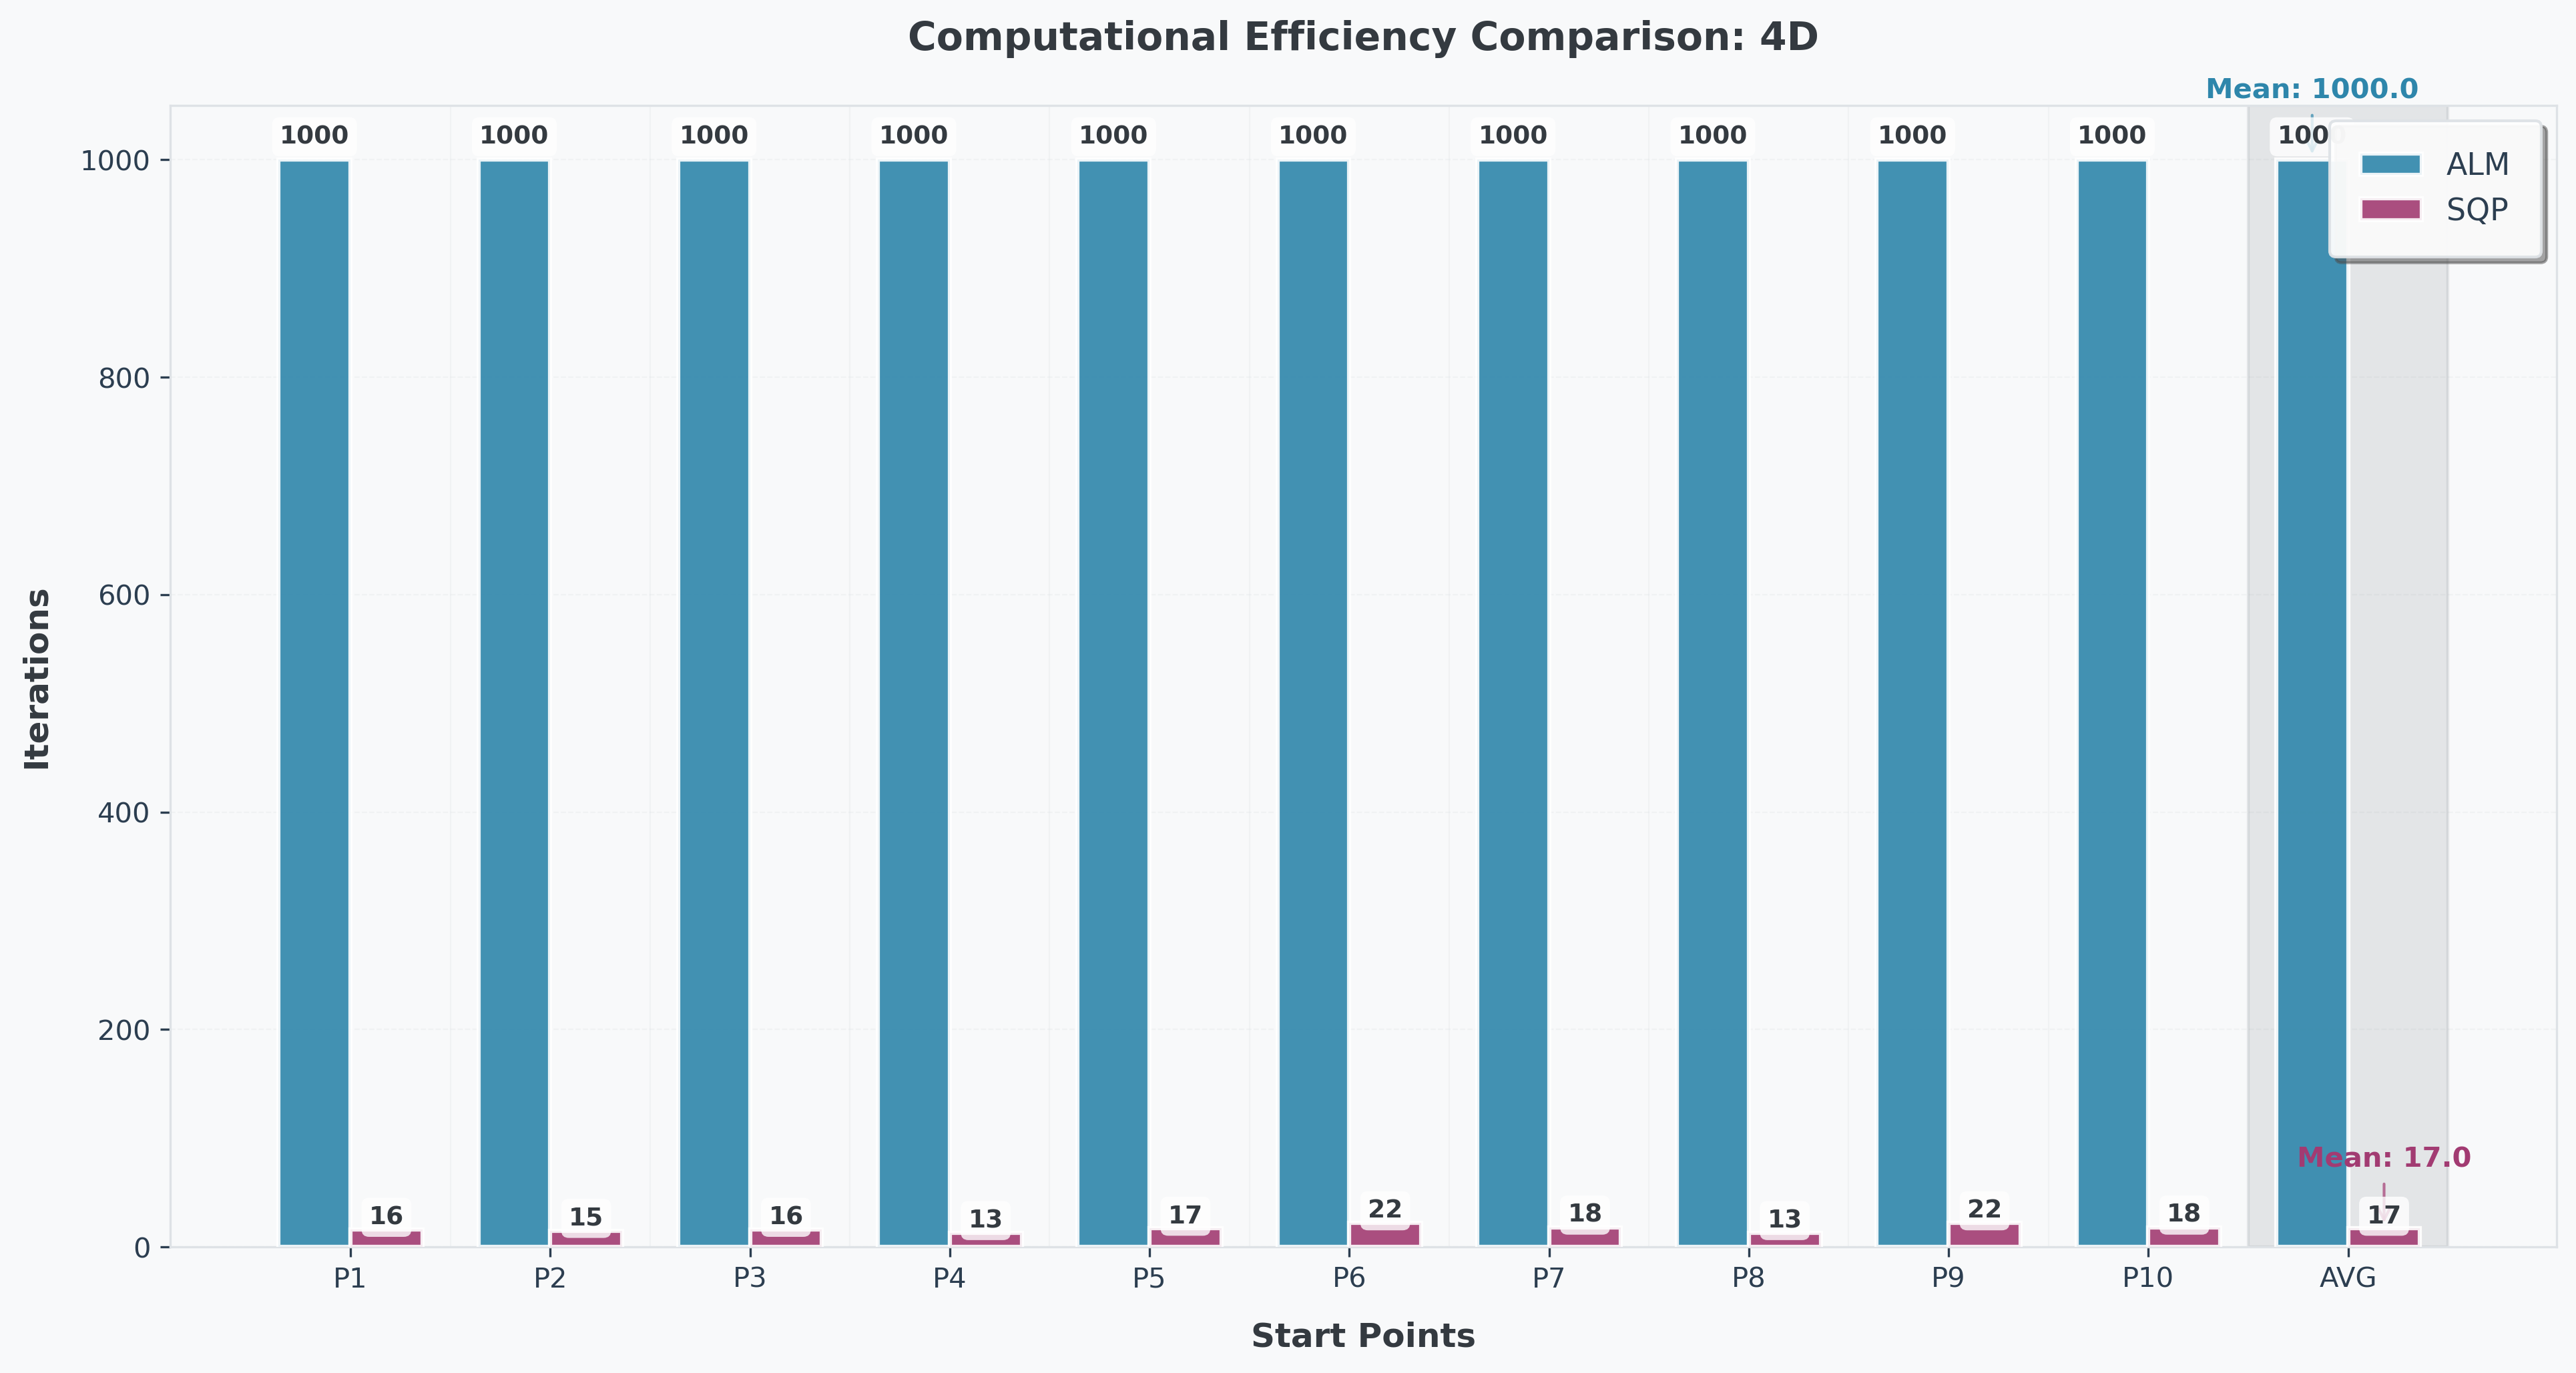 Computational Efficiency Comparison: 4D
Mean: 1000.0
1000 1000 1000 1000 1000 1000 1000 1000 1000 1000 100
ALM
SQP
1000
800
600
400
200
0
Iterations
Mean: 17.0
16 15 16 13 17 22 18 13 22 18 17
P1 P2 P3 P4 P5 P6 P7 P8 P9 P10 AVG
Start Points